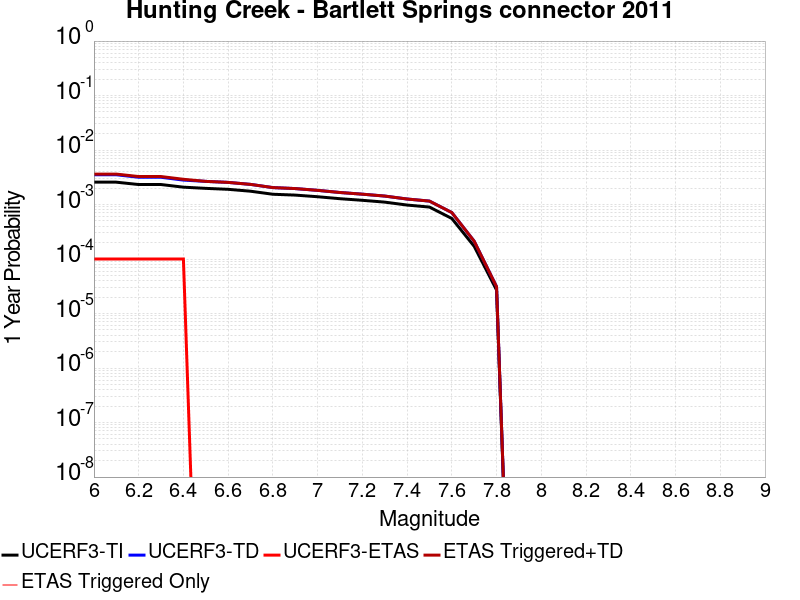 Hunting Creek - Bartlett Springs connector 2011
10^0
10^-1
10^-2
10^-3
10^-4
10^-5
10^-6
10^-7
10^-8
1 Year Probability
6 6.2 6.4 6.6 6.8 7 7.2 7.4 7.6 7.8 8 8.2 8.4 8.6 8.8 9
Magnitude
UCERF3-TI UCERF3-TD UCERF3-ETAS ETAS Triggered+TD
ETAS Triggered Only